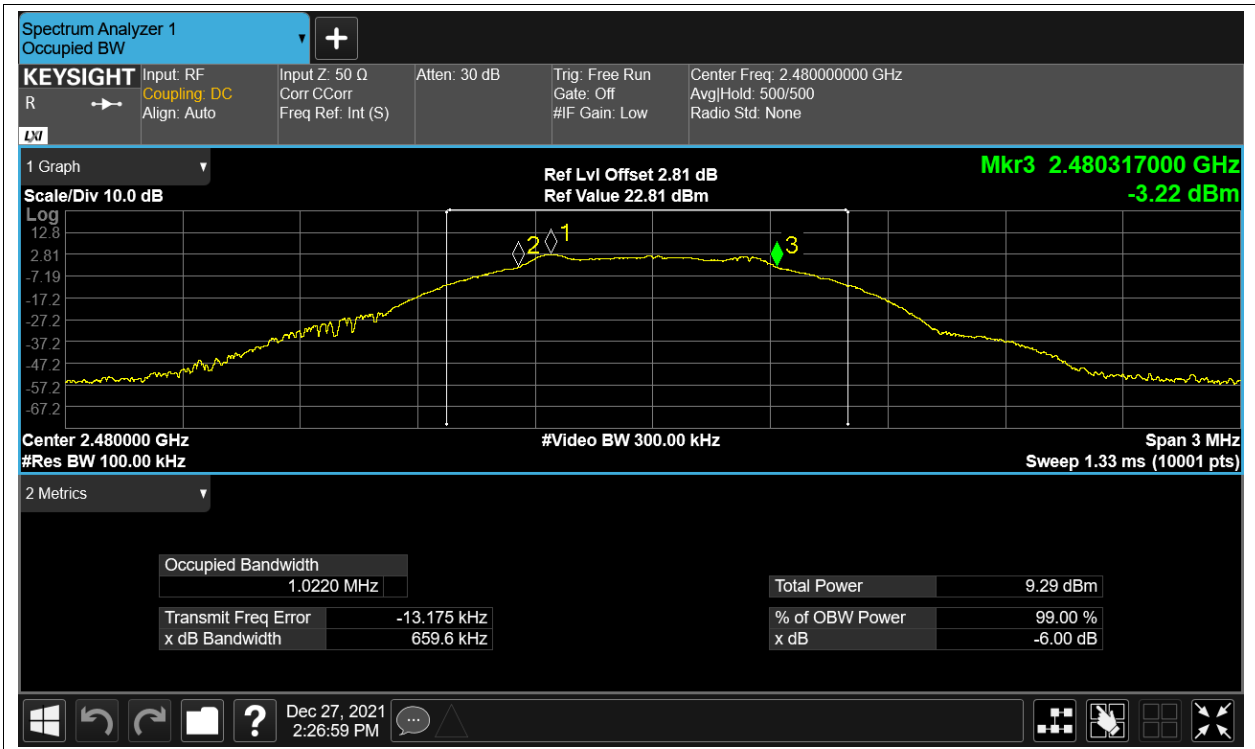 Spectrum Analyzer 1
Occupied BW
KEYSIGHT
R
LXI
Input: RF
Coupling: DC
Align: Auto
Input Z: 50 Ω
Corr CCorr
Freq Ref: Int (S)
Atten: 30 dB
Trig: Free Run
Gate: Off
#IF Gain: Low
Center Freq: 2.480000000 GHz
Avg|Hold: 500/500
Radio Std: None
1 Graph
Scale/Div 10.0 dB
Ref Lvl Offset 2.81 dB
Ref Value 22.81 dBm
Mkr3 2.480317000 GHz
-3.22 dBm
Log
12.8
2.81
-7.19
-17.2
-27.2
-37.2
-47.2
-57.2
-67.2
2
1
3
Center 2.480000 GHz
#Res BW 100.00 kHz
#Video BW 300.00 kHz
Span 3 MHz
Sweep 1.33 ms (10001 pts)
2 Metrics
Occupied Bandwidth
1.0220 MHz
Transmit Freq Error -13.175 kHz
x dB Bandwidth 659.6 kHz
Total Power 9.29 dBm
% of OBW Power 99.00 %
x dB -6.00 dB
?
Dec 27, 2021
2:26:59 PM